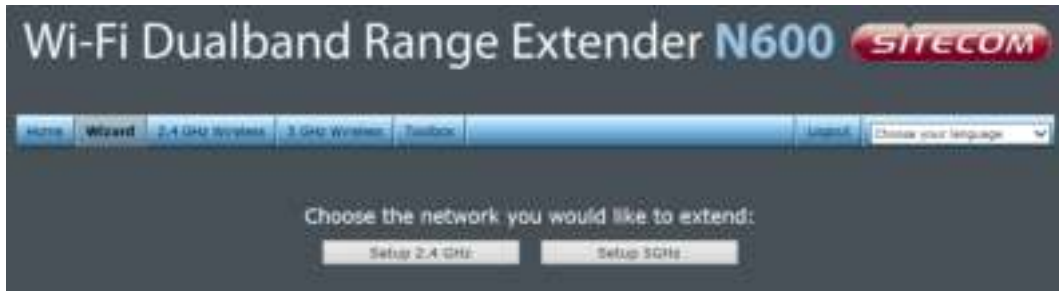 Wi-Fi Dualband Range Extender N600 SITECOM
Home Wizard 2.4 GHz Wireless 5 GHz Wireless Toolbox Logout Choose your language
Choose the network you would like to extend:
Setup 2.4 GHz Setup 5GHz